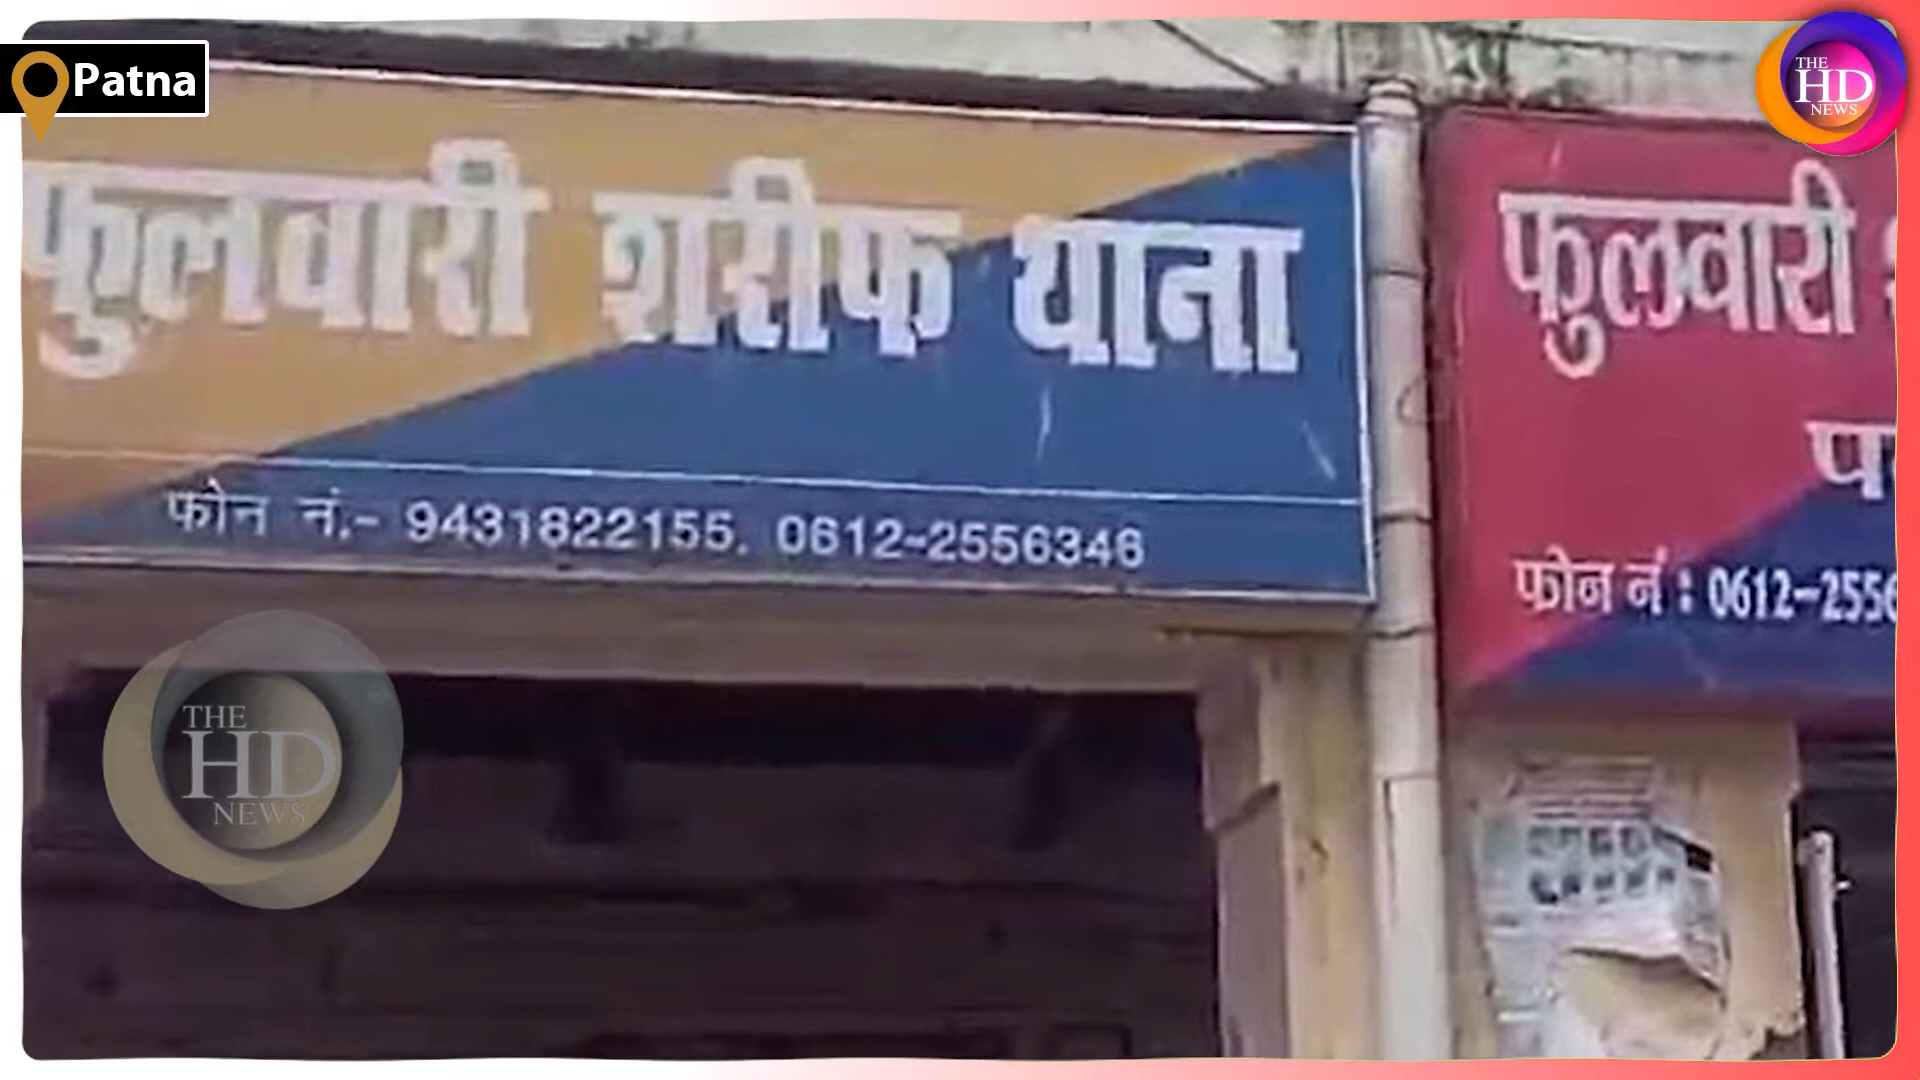 Patna
THE
HD
NEWS
फुलवारी शरीफ थाना
फोन नं.- 9431822155, 0612-2556346
फुलवारी
फोन नं : 0612-2556
THE
HD
NEWS